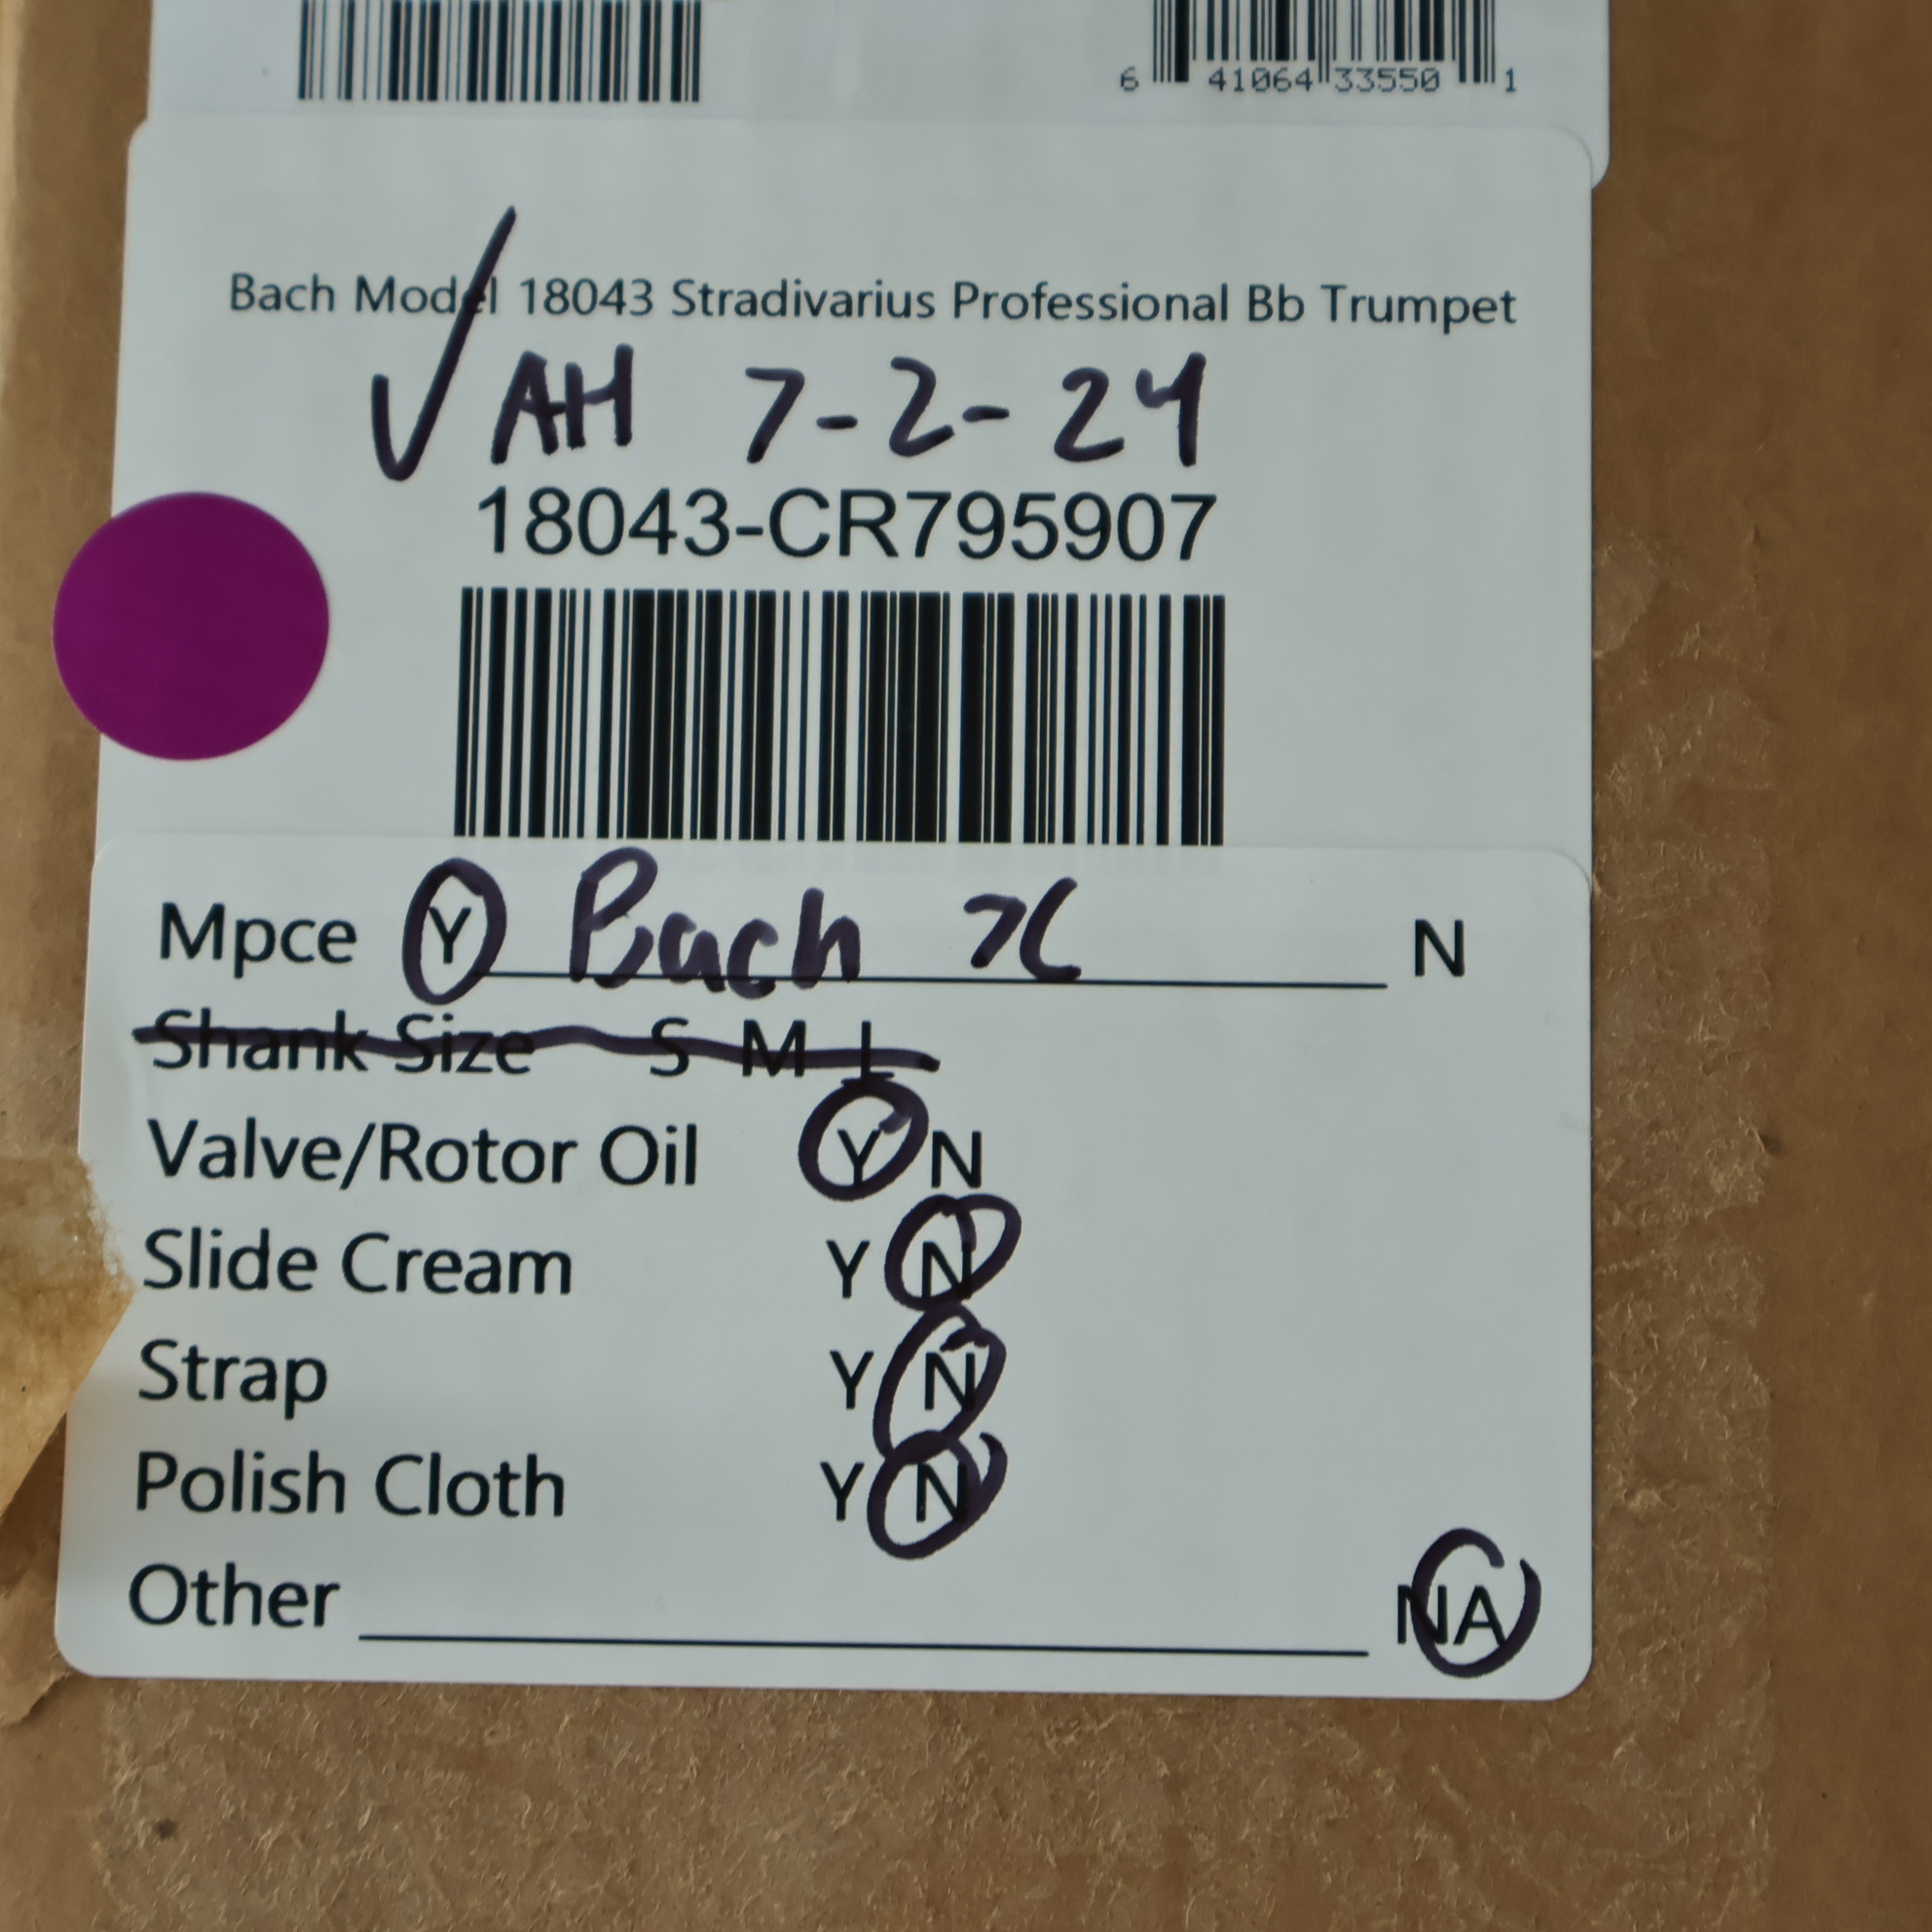 6 41064 33550 1
Bach Model 18043 Stradivarius Professional Bb Trumpet
✓ AH 7-2-24
18043-CR795907
Mpce Y Bach 7C N
Shank Size S M L
Valve/Rotor Oil Y N
Slide Cream Y N
Strap Y N
Polish Cloth Y N
Other NA